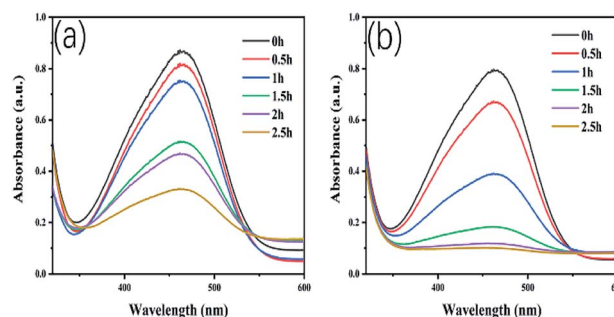 (a)
0h
0.5h
1h
1.5h
2h
2.5h
Absorbance (a.u.)
1.0
0.8
0.6
0.4
0.2
0.0
400
500
600
Wavelength (nm)
(b)
0h
0.5h
1h
1.5h
2h
2.5h
Absorbance (a.u.)
1.0
0.8
0.6
0.4
0.2
0.0
400
500
600
Wavelength (nm)